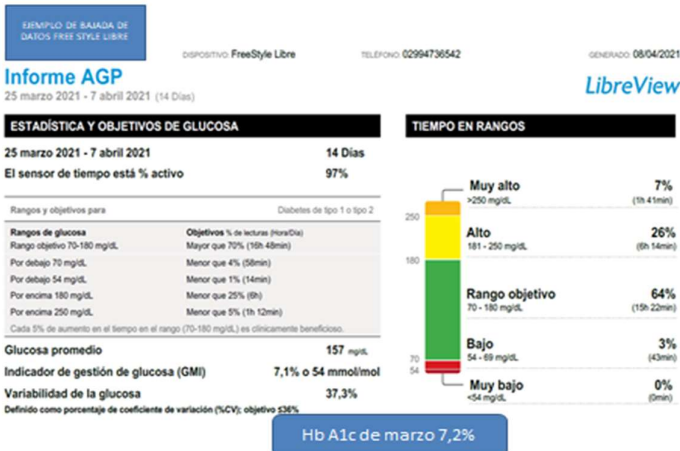 EJEMPLO DE BAJADA DE
DATOS FREE STYLE LIBRE
DISPOSITIVO: FreeStyle Libre
TELÉFONO: 02994736542
GENERADO: 08/04/2021
Informe AGP
25 marzo 2021 - 7 abril 2021 (14 Días)
LibreView
ESTADÍSTICA Y OBJETIVOS DE GLUCOSA
25 marzo 2021 - 7 abril 2021 14 Días
El sensor de tiempo está % activo 97%
Rangos y objetivos para Diabetes de tipo 1 o tipo 2
Rangos de glucosa Objetivos % de lecturas (Hora/Día)
Rango objetivo 70-180 mg/dL Mayor que 70% (16h 48min)
Por debajo 70 mg/dL Menor que 4% (58min)
Por debajo 54 mg/dL Menor que 1% (14min)
Por encima 180 mg/dL Menor que 25% (6h)
Por encima 250 mg/dL Menor que 5% (1h 12min)
Cada 5% de aumento en el tiempo en el rango (70-180 mg/dL) es clínicamente beneficioso.
Glucosa promedio 157 mg/dL
Indicador de gestión de glucosa (GMI) 7,1% o 54 mmol/mol
Variabilidad de la glucosa 37,3%
Definido como porcentaje de coeficiente de variación (%CV); objetivo ≤36%
TIEMPO EN RANGOS
Muy alto 7%
>250 mg/dL (1h 41min)
250
Alto 26%
181 - 250 mg/dL (6h 14min)
180
Rango objetivo 64%
70 - 180 mg/dL (15h 22min)
Bajo 3%
70
54 - 69 mg/dL (43min)
54
Muy bajo 0%
<54 mg/dL (0min)
Hb A1c de marzo 7,2%